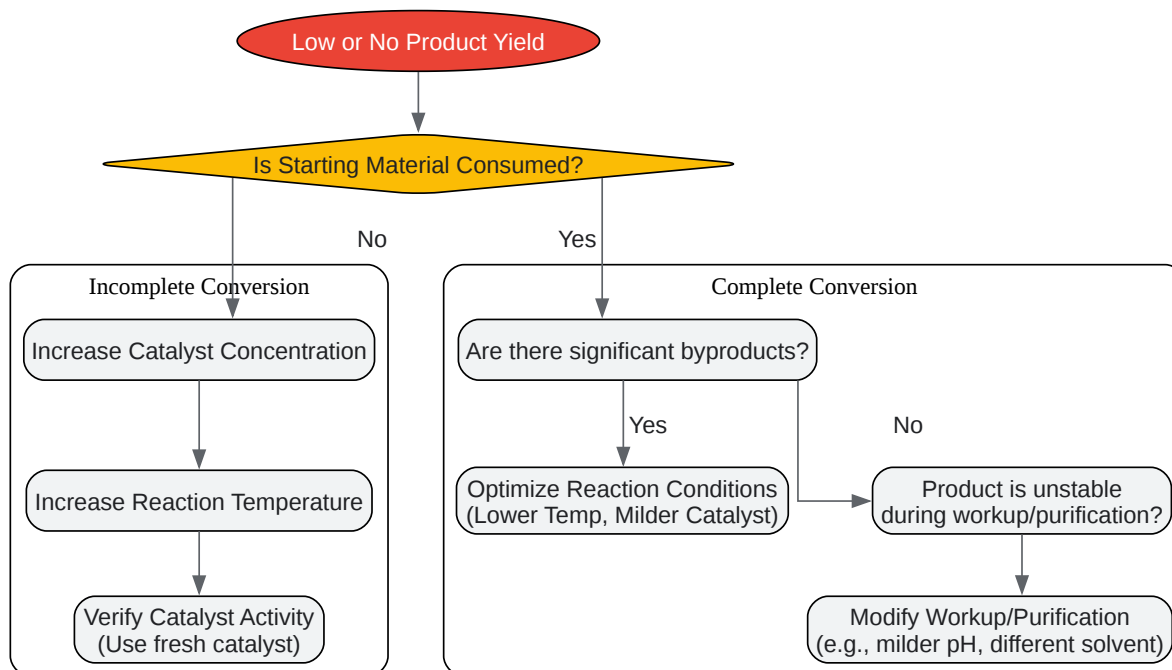 Low or No Product Yield
Is Starting Material Consumed?
No
Yes
Incomplete Conversion
Complete Conversion
Increase Catalyst Concentration
Are there significant byproducts?
Yes
No
Increase Reaction Temperature
Optimize Reaction Conditions
(Lower Temp, Milder Catalyst)
Product is unstable
during workup/purification?
Verify Catalyst Activity
(Use fresh catalyst)
Modify Workup/Purification
(e.g., milder pH, different solvent)